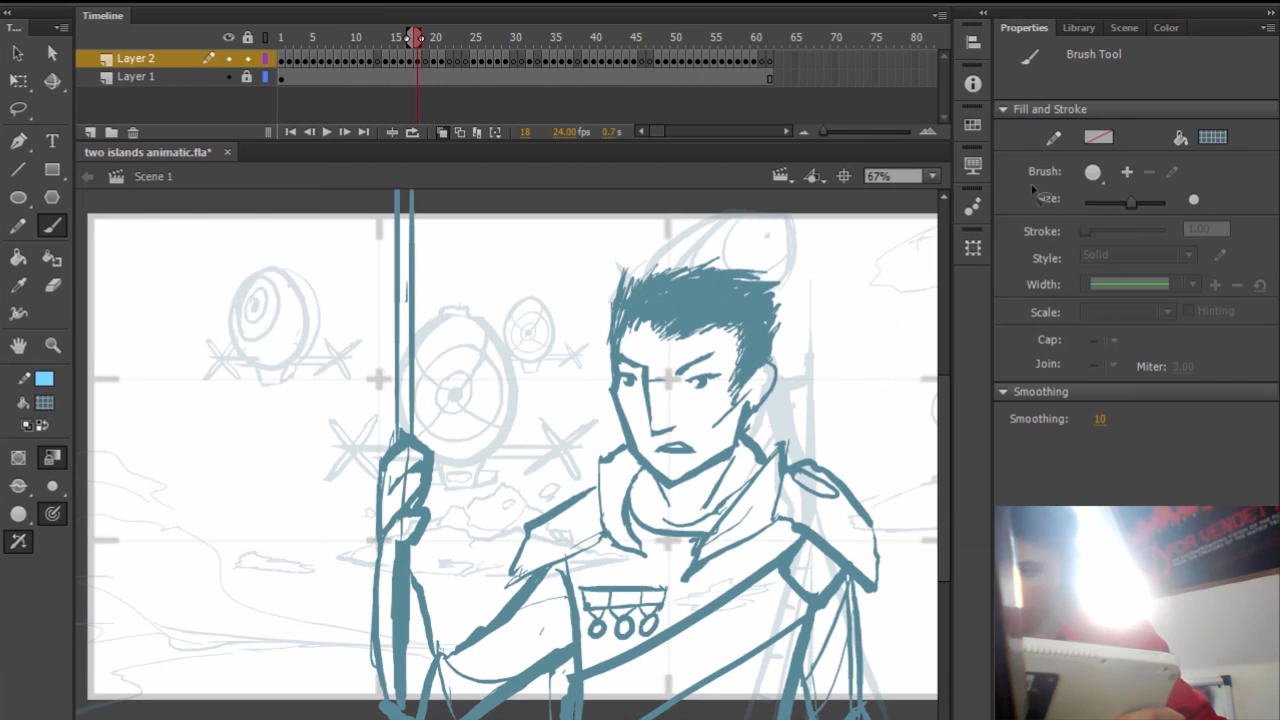 Timeline
1 5 10 15 20 25 30 35 40 45 50 55 60 65 70 75 80
Layer 2
Layer 1
18 24.00 fps 0.7 s
two islands animatic.fla* ×
Scene 1
67%
T...
T
Properties Library Scene Color
Brush Tool
Fill and Stroke
Brush:
Size:
Stroke: 1.00
Style: Solid
Width:
Scale: Hinting
Cap:
Join: Miter: 3.00
Smoothing
Smoothing: 10
FOR VENDET